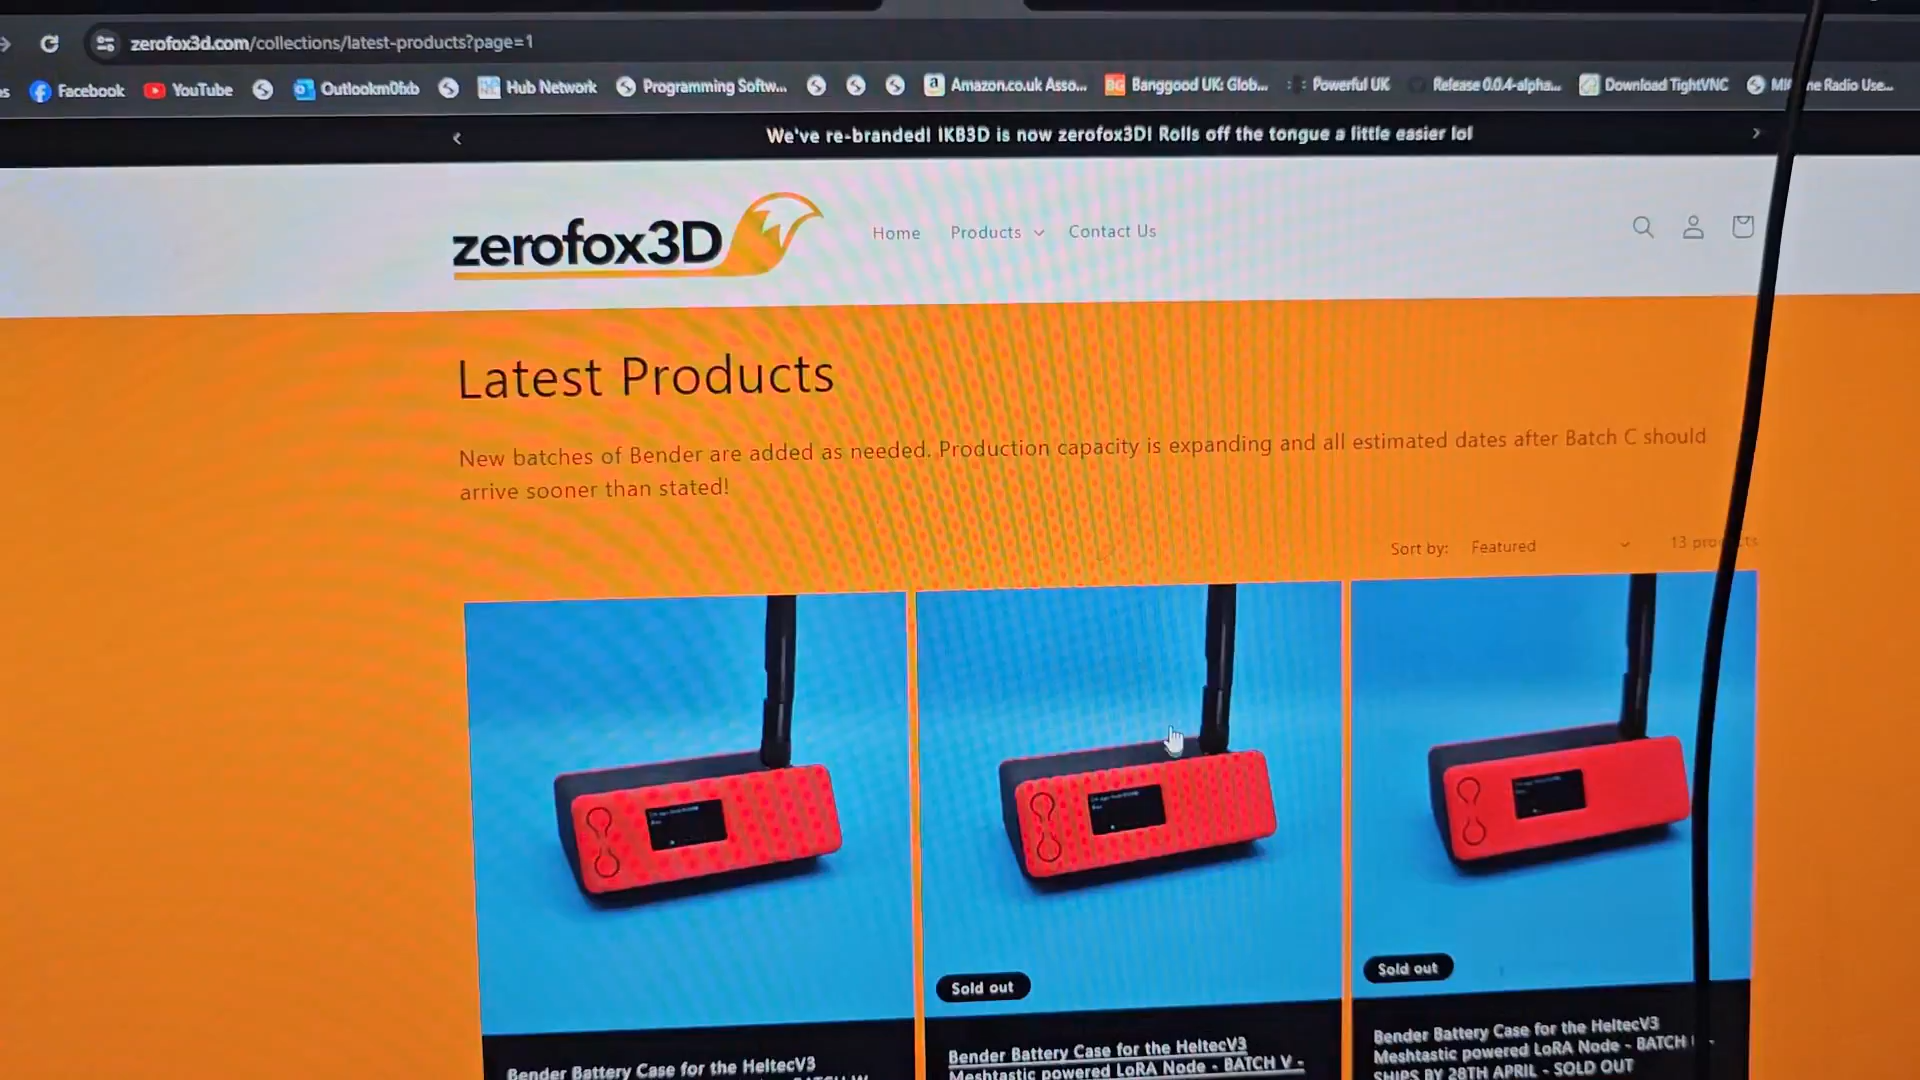 zerofox3d.com/collections/latest-products?page=1
Facebook YouTube Outlookm0fxb Hub Network Programming Softw... Amazon.co.uk Asso... Banggood UK: Glob... Powerful UK Release 0.0.4-alpha... Download TightVNC
We've re-branded! IKB3D is now zerofox3D! Rolls off the tongue a little easier lol
zerofox3D
Home Products Contact Us
Latest Products
New batches of Bender are added as needed. Production capacity is expanding and all estimated dates after Batch C should
arrive sooner than stated!
Sort by: Featured 13 products
Sold out
Sold out
Bender Battery Case for the HeltecV3
Bender Battery Case for the HeltecV3
Meshtastic powered LoRA Node - BATCH V -
Bender Battery Case for the HeltecV3
Meshtastic powered LoRA Node - BATCH
SHIPS BY 28TH APRIL - SOLD OUT